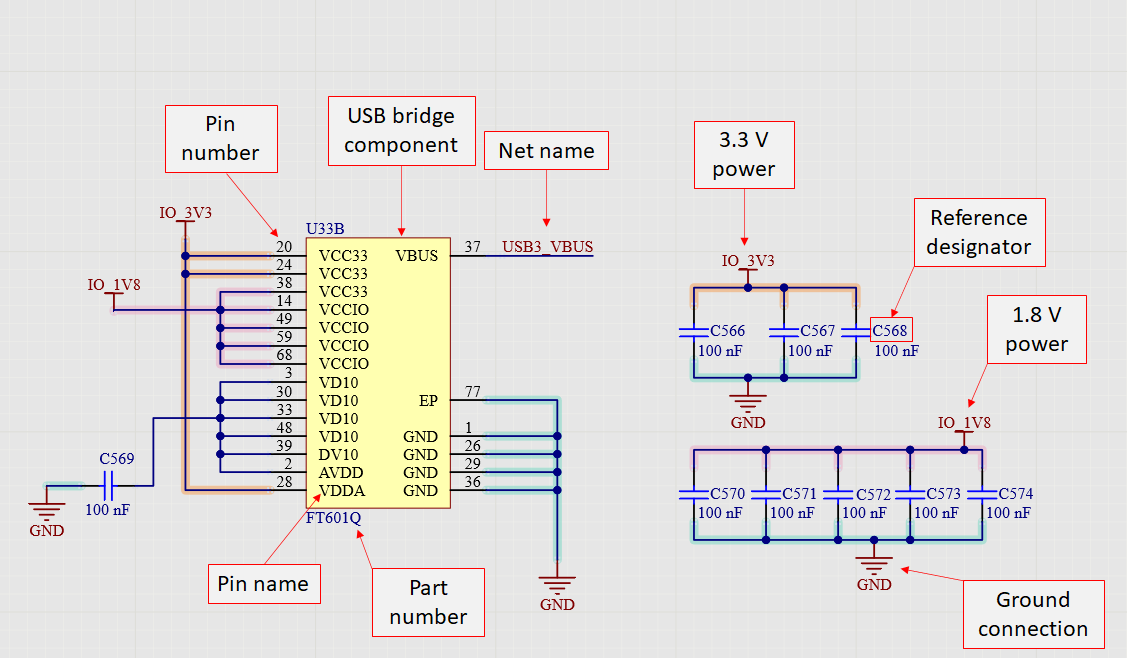 Pin
number
USB bridge
component
Net name
3.3 V
power
Reference
designator
1.8 V
power
IO_3V3
IO_1V8
U33B
20 VCC33
24 VCC33
38 VCC33
14 VCCIO
49 VCCIO
59 VCCIO
68 VCCIO
3 VD10
30 VD10
33 VD10
48 VD10
39 DV10
2 AVDD
28 VDDA
VBUS 37 USB3_VBUS
EP 77
GND 1
GND 26
GND 29
GND 36
FT601Q
C569
100 nF
GND
GND
Pin name
Part
number
IO_3V3
C566
100 nF
C567
100 nF
C568
100 nF
GND
IO_1V8
C570
100 nF
C571
100 nF
C572
100 nF
C573
100 nF
C574
100 nF
GND
Ground
connection